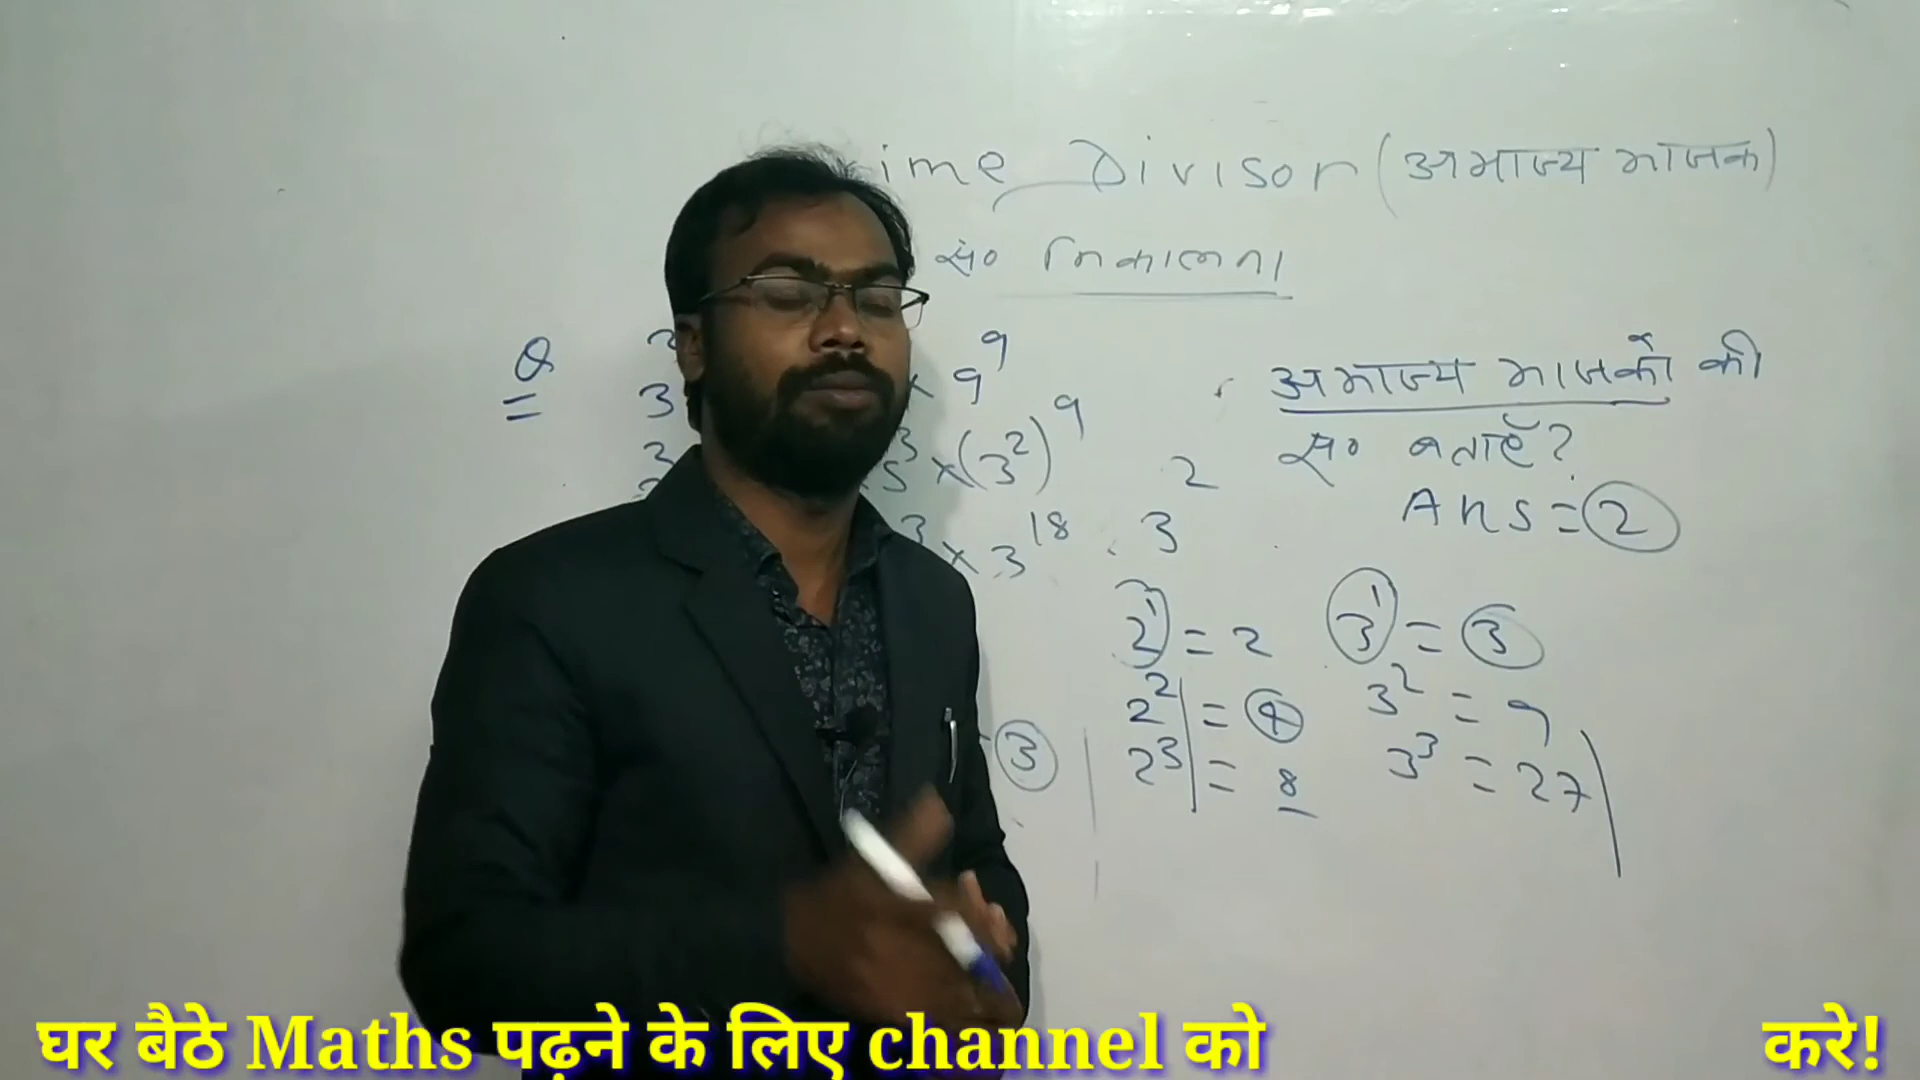 ime Divisor (अभाज्य भाजक)
सं० निकालना
Q 3 × 9^9
अभाज्य भाजकों की
सं० बताएँ?
5^3 × (3^2)^9
2
Ans = 2
3 × 3^18 . 3
2^1 = 2
3^1 = 3
2^2 = 4
3^2 = 9
3
2^3 = 8
3^3 = 27
घर बैठे Maths पढ़ने के लिए channel को करे!